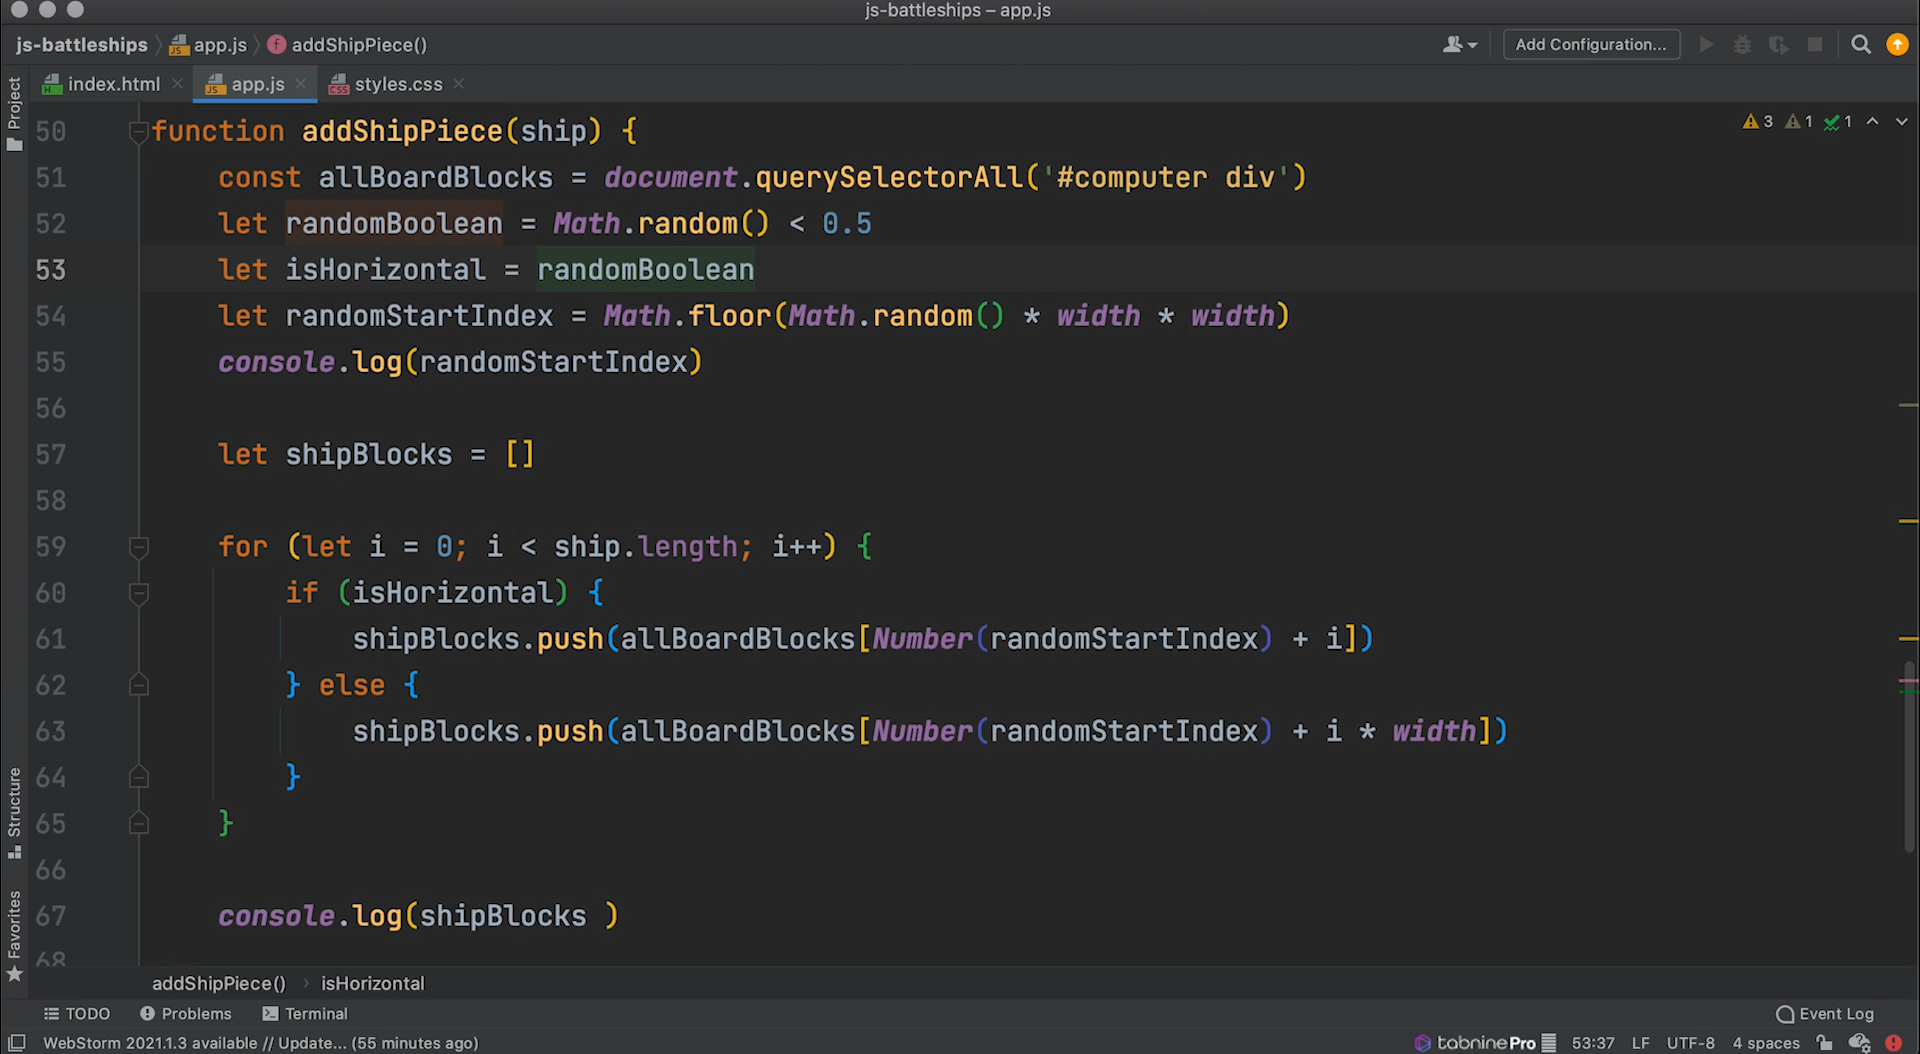 js-battleships – app.js
js-battleships 〉 app.js 〉 f addShipPiece()
Add Configuration...
index.html × app.js × styles.css ×
Project
3 1 1
50 function addShipPiece(ship) {
51 const allBoardBlocks = document.querySelectorAll('#computer div')
52 let randomBoolean = Math.random() < 0.5
53 let isHorizontal = randomBoolean
54 let randomStartIndex = Math.floor(Math.random() * width * width)
55 console.log(randomStartIndex)
56
57 let shipBlocks = []
58
59 for (let i = 0; i < ship.length; i++) {
60 if (isHorizontal) {
61 shipBlocks.push(allBoardBlocks[Number(randomStartIndex) + i])
62 } else {
63 shipBlocks.push(allBoardBlocks[Number(randomStartIndex) + i * width])
64 }
65 }
66
67 console.log(shipBlocks )
68
Structure
Favorites
addShipPiece() › isHorizontal
TODO Problems Terminal Event Log
WebStorm 2021.1.3 available // Update... (55 minutes ago) tabnine Pro 53:37 LF UTF-8 4 spaces